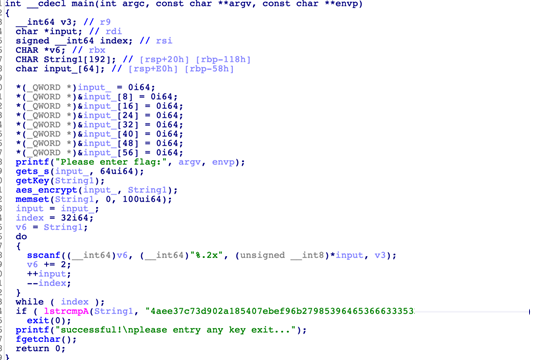 int __cdecl main(int argc, const char **argv, const char **envp)
{
__int64 v3; // r9
char *input; // rdi
signed __int64 index; // rsi
CHAR *v6; // rbx
CHAR String1[192]; // [rsp+20h] [rbp-118h]
char input_[64]; // [rsp+E0h] [rbp-58h]
*(_QWORD *)input_ = 0i64;
*(_QWORD *)&input_[8] = 0i64;
*(_QWORD *)&input_[16] = 0i64;
*(_QWORD *)&input_[24] = 0i64;
*(_QWORD *)&input_[32] = 0i64;
*(_QWORD *)&input_[40] = 0i64;
*(_QWORD *)&input_[48] = 0i64;
*(_QWORD *)&input_[56] = 0i64;
printf("Please enter flag:", argv, envp);
gets_s(input_, 64ui64);
getKey(String1);
aes_encrypt(input_, String1);
memset(String1, 0, 100ui64);
input = input_;
index = 32i64;
v6 = String1;
do
{
sscanf((__int64)v6, (__int64)"%.2x", (unsigned __int8)*input, v3);
v6 += 2;
++input;
--index;
}
while ( index );
if ( lstrcmpA(String1, "4aee37c73d902a185407ebef96b27985396465366633353
exit(0);
printf("successful!\nplease entry any key exit...");
fgetchar();
return 0;